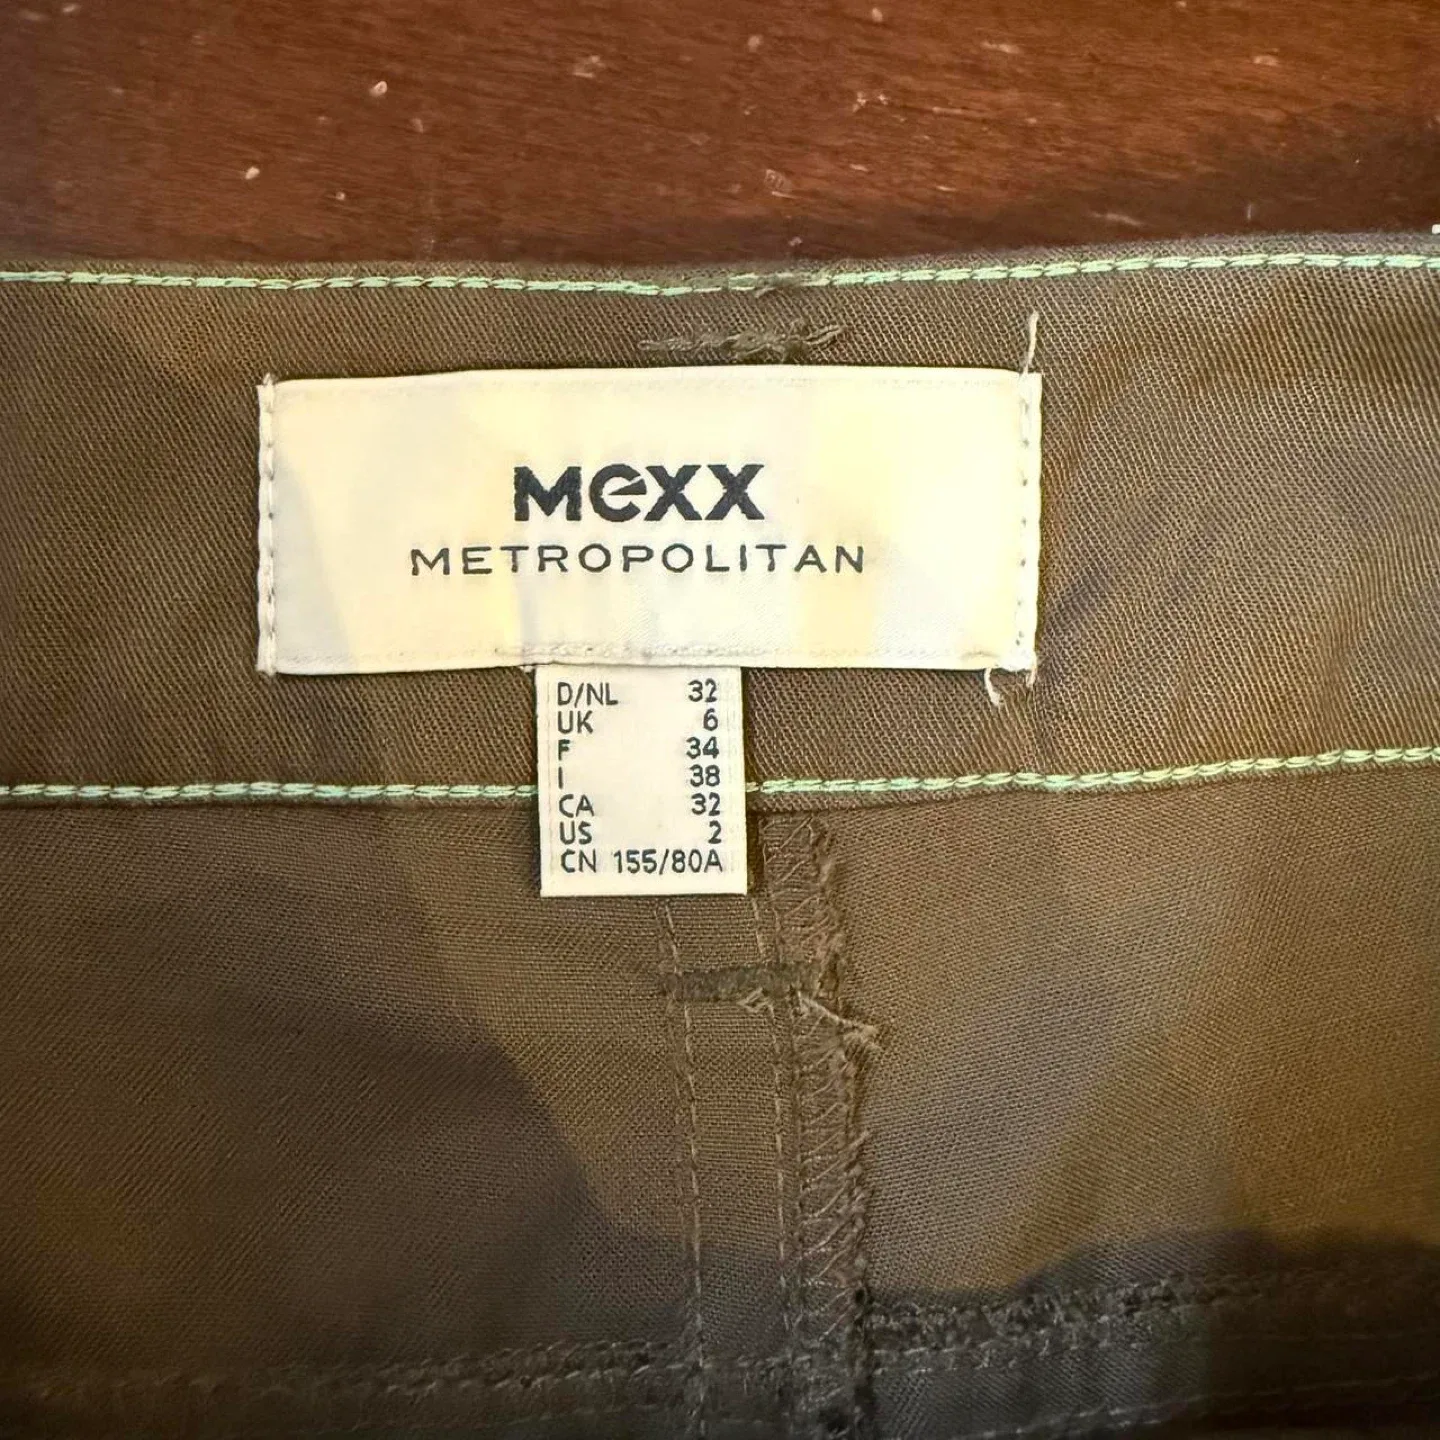 MEXX
METROPOLITAN
D/NL 32
UK 6
F 34
I 38
CA 32
US 2
CN 155/80A